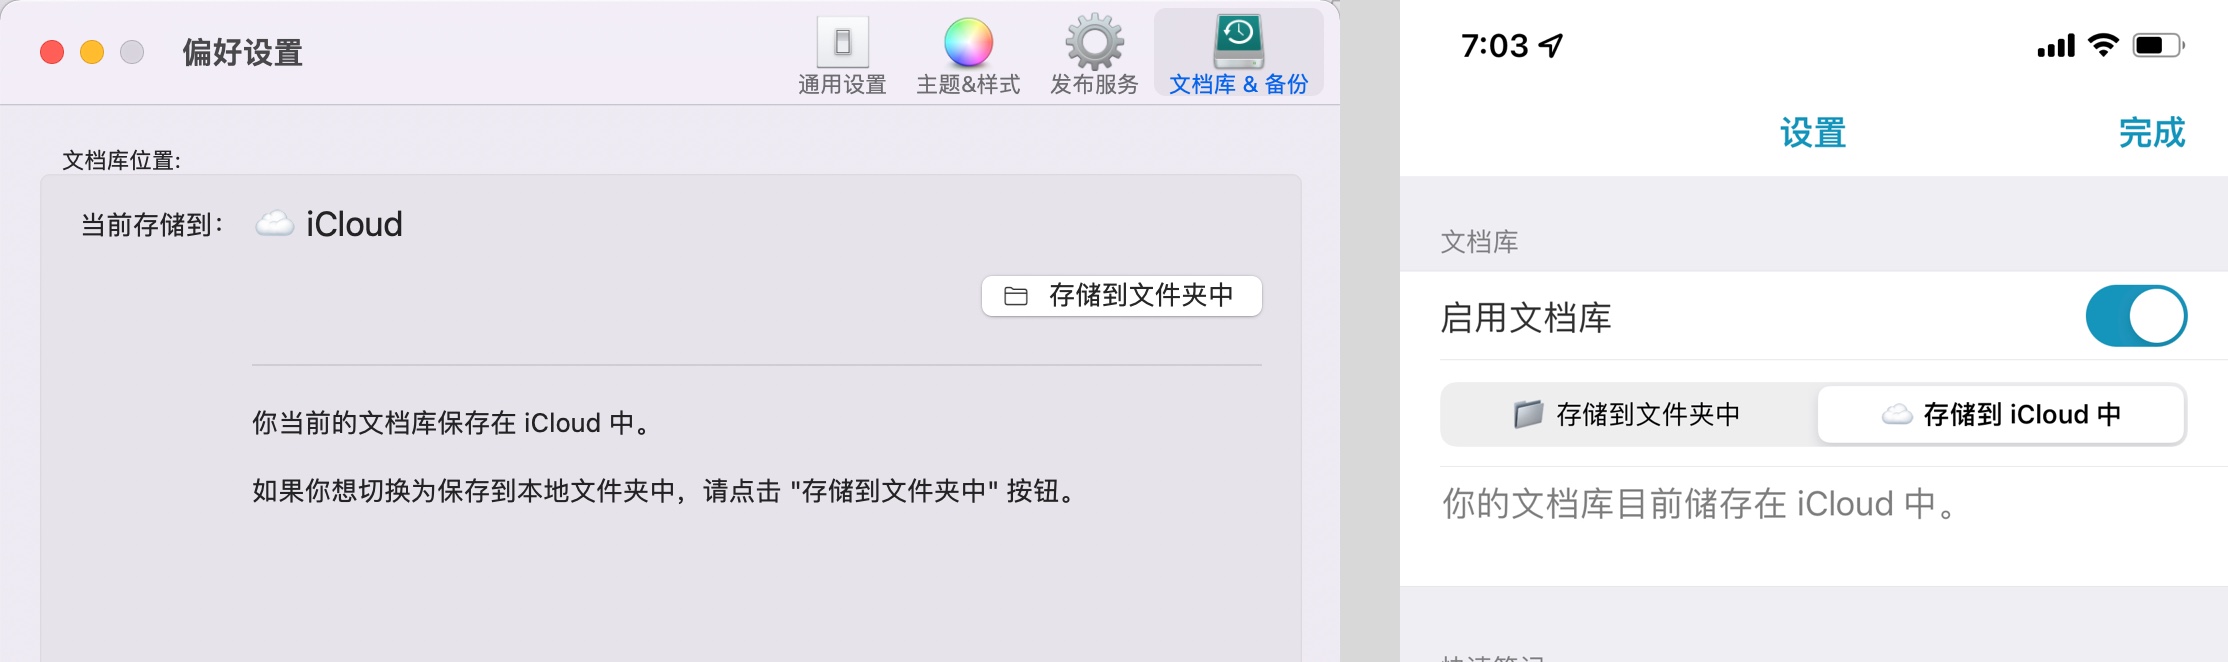 偏好设置
通用设置
主题&样式
发布服务
文档库 & 备份
文档库位置:
当前存储到：
iCloud
存储到文件夹中
你当前的文档库保存在 iCloud 中。
如果你想切换为保存到本地文件夹中，请点击 "存储到文件夹中" 按钮。
7:03
设置
完成
文档库
启用文档库
存储到文件夹中
存储到 iCloud 中
你的文档库目前储存在 iCloud 中。